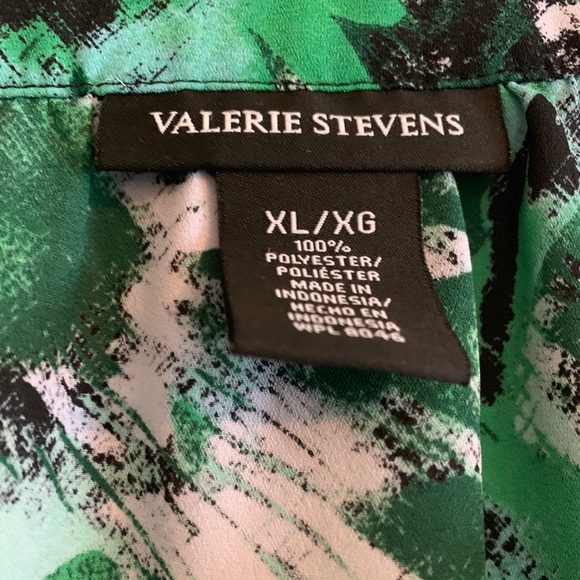 VALERIE STEVENS
XL/XG
100%
POLYESTER/
POLIÉSTER
MADE IN
INDONESIA/
HECHO EN
INDONESIA
WPL 8046